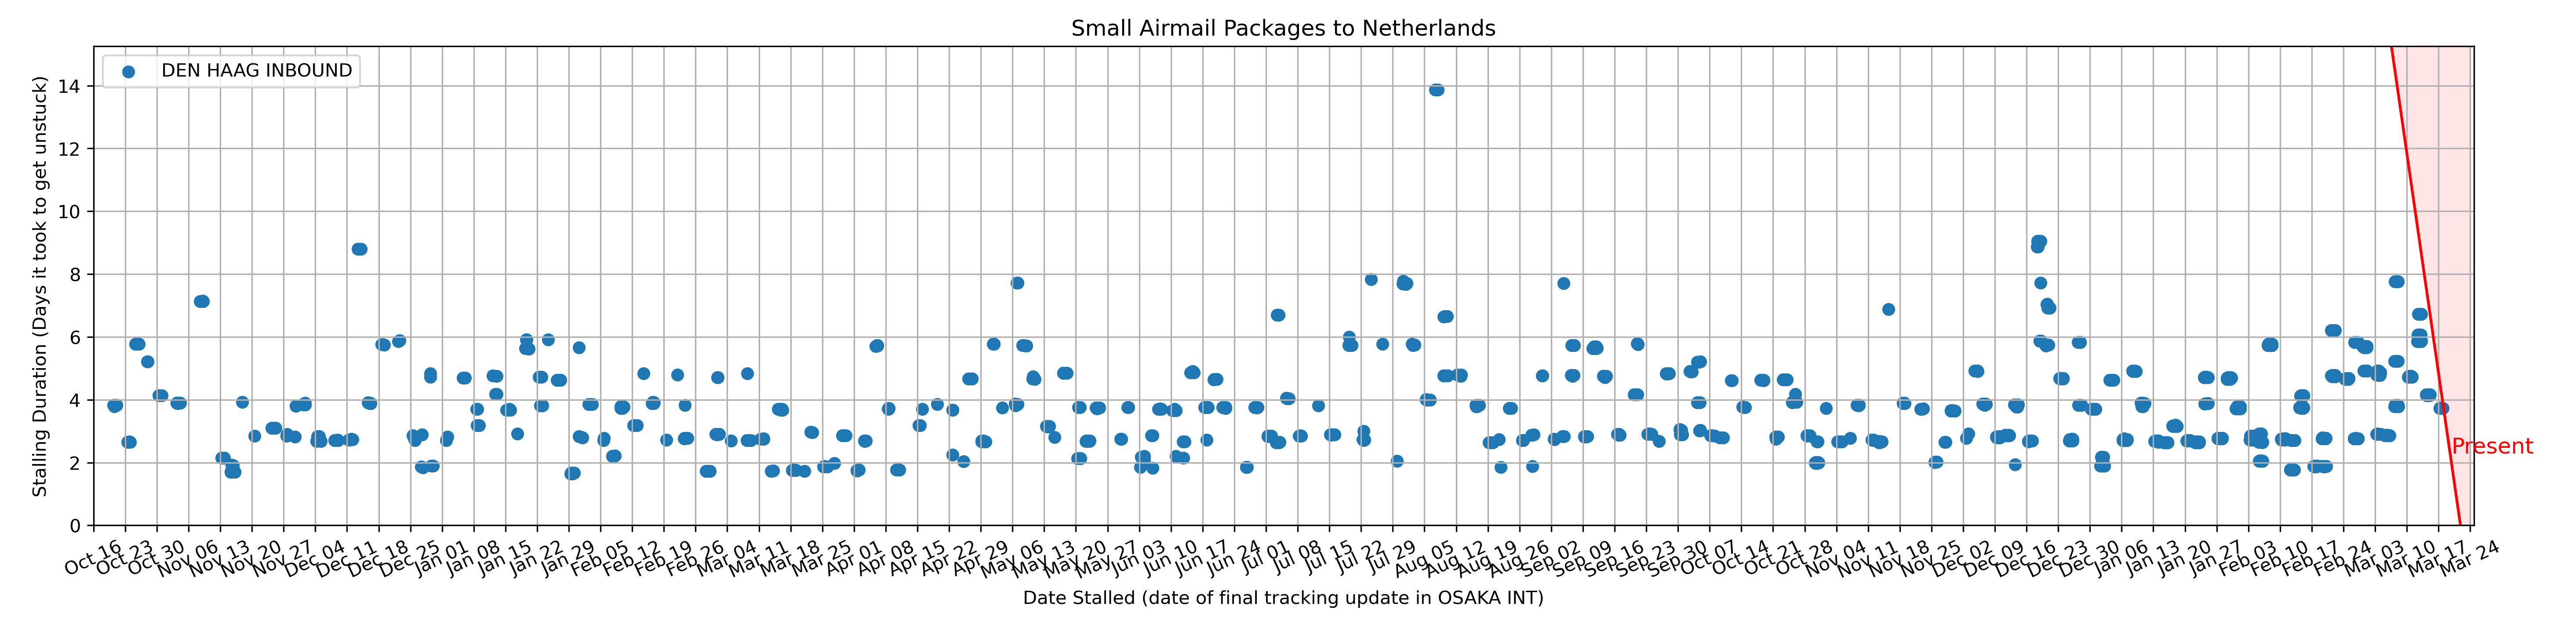 Small Airmail Packages to Netherlands
DEN HAAG INBOUND
Stalling Duration (Days it took to get unstuck)
14
12
10
8
6
4
2
0
Present
Oct 16 Oct 23 Oct 30 Nov 06 Nov 13 Nov 20 Nov 27 Dec 04 Dec 11 Dec 18 Dec 25 Jan 01 Jan 08 Jan 15 Jan 22 Jan 29 Feb 05 Feb 12 Feb 19 Feb 26 Mar 04 Mar 11 Mar 18 Mar 25 Apr 01 Apr 08 Apr 15 Apr 22 Apr 29 May 06 May 13 May 20 May 27 Jun 03 Jun 10 Jun 17 Jun 24 Jul 01 Jul 08 Jul 15 Jul 22 Jul 29 Aug 05 Aug 12 Aug 19 Aug 26 Sep 02 Sep 09 Sep 16 Sep 23 Sep 30 Oct 07 Oct 14 Oct 21 Oct 28 Nov 04 Nov 11 Nov 18 Nov 25 Dec 02 Dec 09 Dec 16 Dec 23 Dec 30 Jan 06 Jan 13 Jan 20 Jan 27 Feb 03 Feb 10 Feb 17 Feb 24 Mar 03 Mar 10 Mar 17 Mar 24
Date Stalled (date of final tracking update in OSAKA INT)